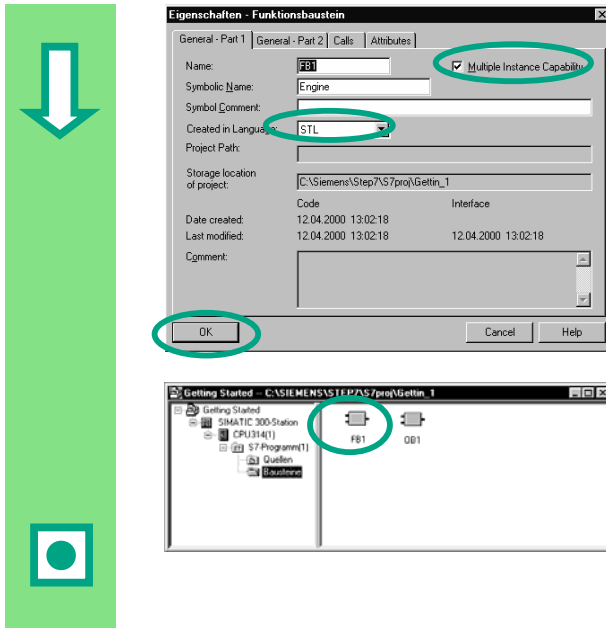 Eigenschaften - Funktionsbaustein
General - Part 1 General - Part 2 Calls Attributes
Name: FB1 Multiple Instance Capability
Symbolic Name: Engine
Symbol Comment:
Created in Language: STL
Project Path:
Storage location
of project: C:\Siemens\Step7\S7proj\Gettin_1
Code Interface
Date created: 12.04.2000 13:02:18
Last modified: 12.04.2000 13:02:18 12.04.2000 13:02:18
Comment:
OK Cancel Help
Getting Started -- C:\SIEMENS\STEP7\S7proj\Gettin_1
Getting Started
SIMATIC 300-Station
CPU314(1)
S7-Programm(1)
Quellen
Bausteine
FB1 OB1